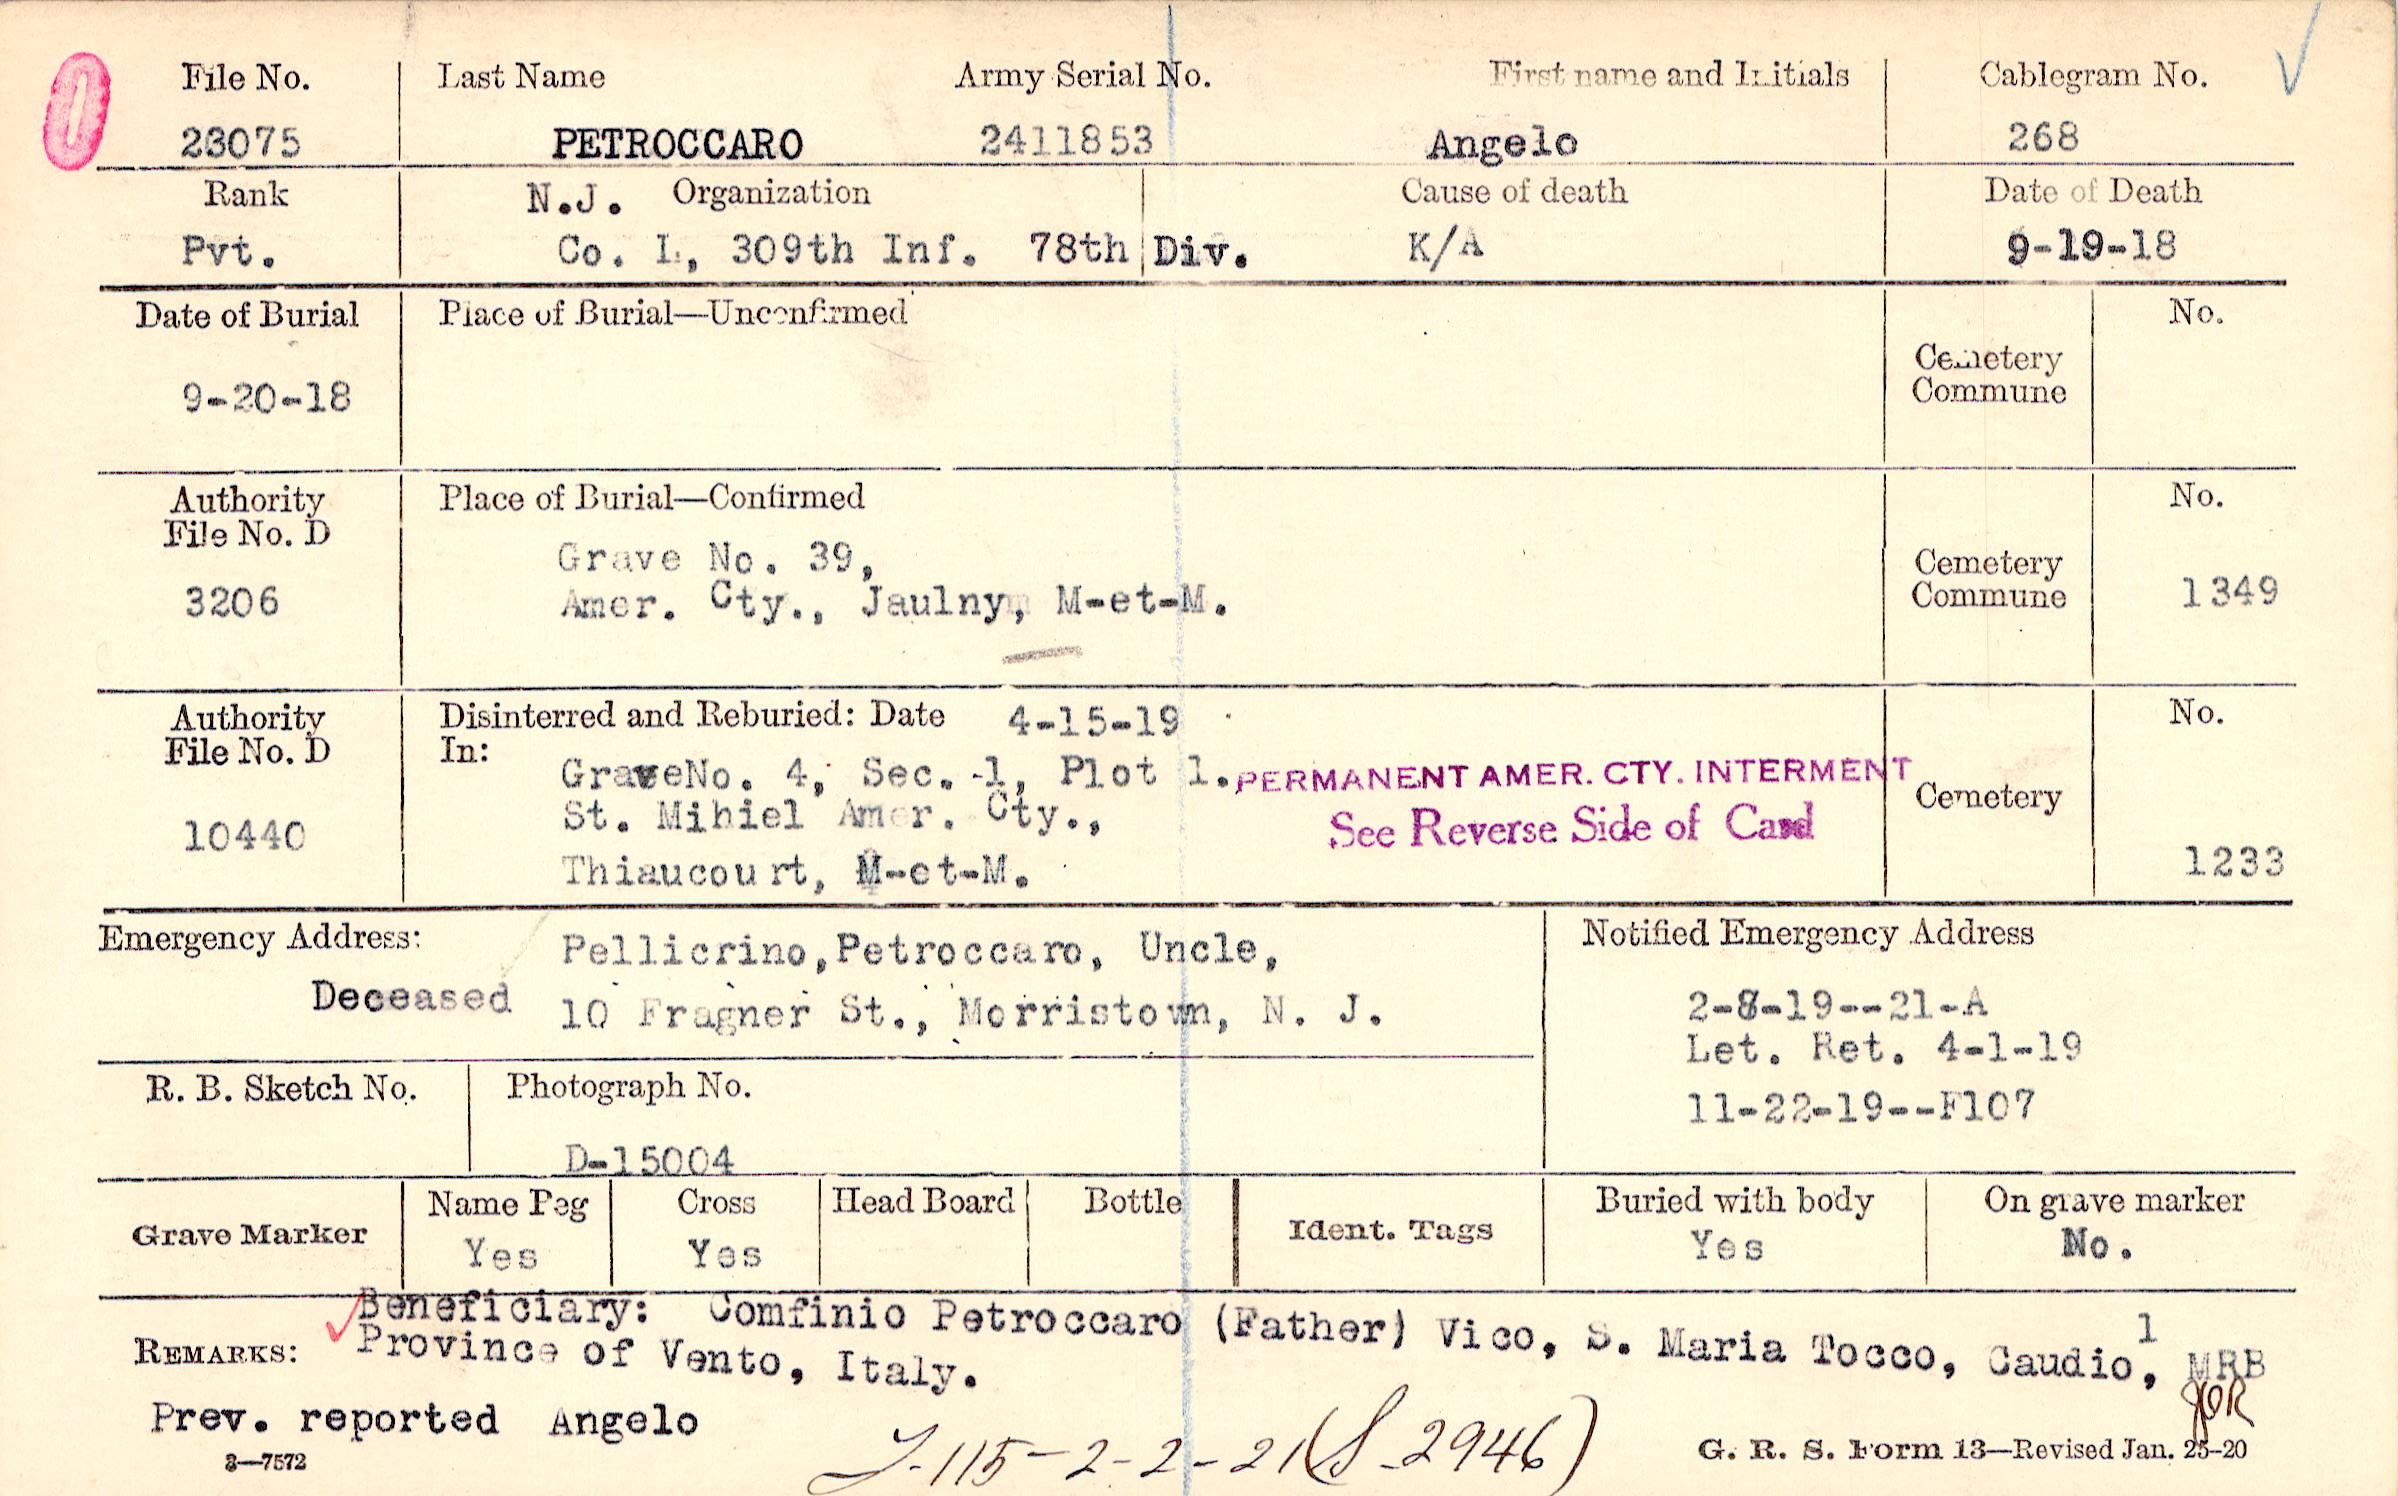 File No. Last Name Army Serial No. First name and Initials Cablegram No.
23075 PETROCCARO 2411853 Angelo 268
Rank N.J. Organization Cause of death Date of Death
Pvt. Co. L, 309th Inf. 78th Div. K/A 9-19-18
Date of Burial Place of Burial—Unconfirmed No.
Cemetery
Commune
9-20-18
Authority Place of Burial—Confirmed No.
File No. D
Grave No. 39,
Cemetery
3206 Amer. Cty., Jaulny, M-et-M. Commune 1349
Authority Disinterred and Reburied: Date 4-15-19 No.
File No. D In:
GraveNo. 4, Sec. 1, Plot 1. PERMANENT AMER. CTY. INTERMENT
Cemetery
10440 St. Mihiel Amer. Cty., See Reverse Side of Card
Thiaucourt, M-et-M. 1233
Emergency Address: Pellicrino, Petroccaro, Uncle, Notified Emergency Address
Deceased 10 Fragner St., Morristown, N. J. 2-8-19--21-A
Let. Ret. 4-1-19
R. B. Sketch No. Photograph No. 11-22-19--F107
D-15004
Grave Marker Name Peg Cross Head Board Bottle Ident. Tags Buried with body On grave marker
Yes Yes Yes No.
Beneficiary: Comfinio Petroccaro (Father) Vico, S. Maria Tocco, Caudio, 1 MRB
REMARKS: Province of Vento, Italy.
JGR
Prev. reported Angelo
3—7572 L-115-2-2-21 (S-2946) G. R. S. Form 13—Revised Jan. 25-20